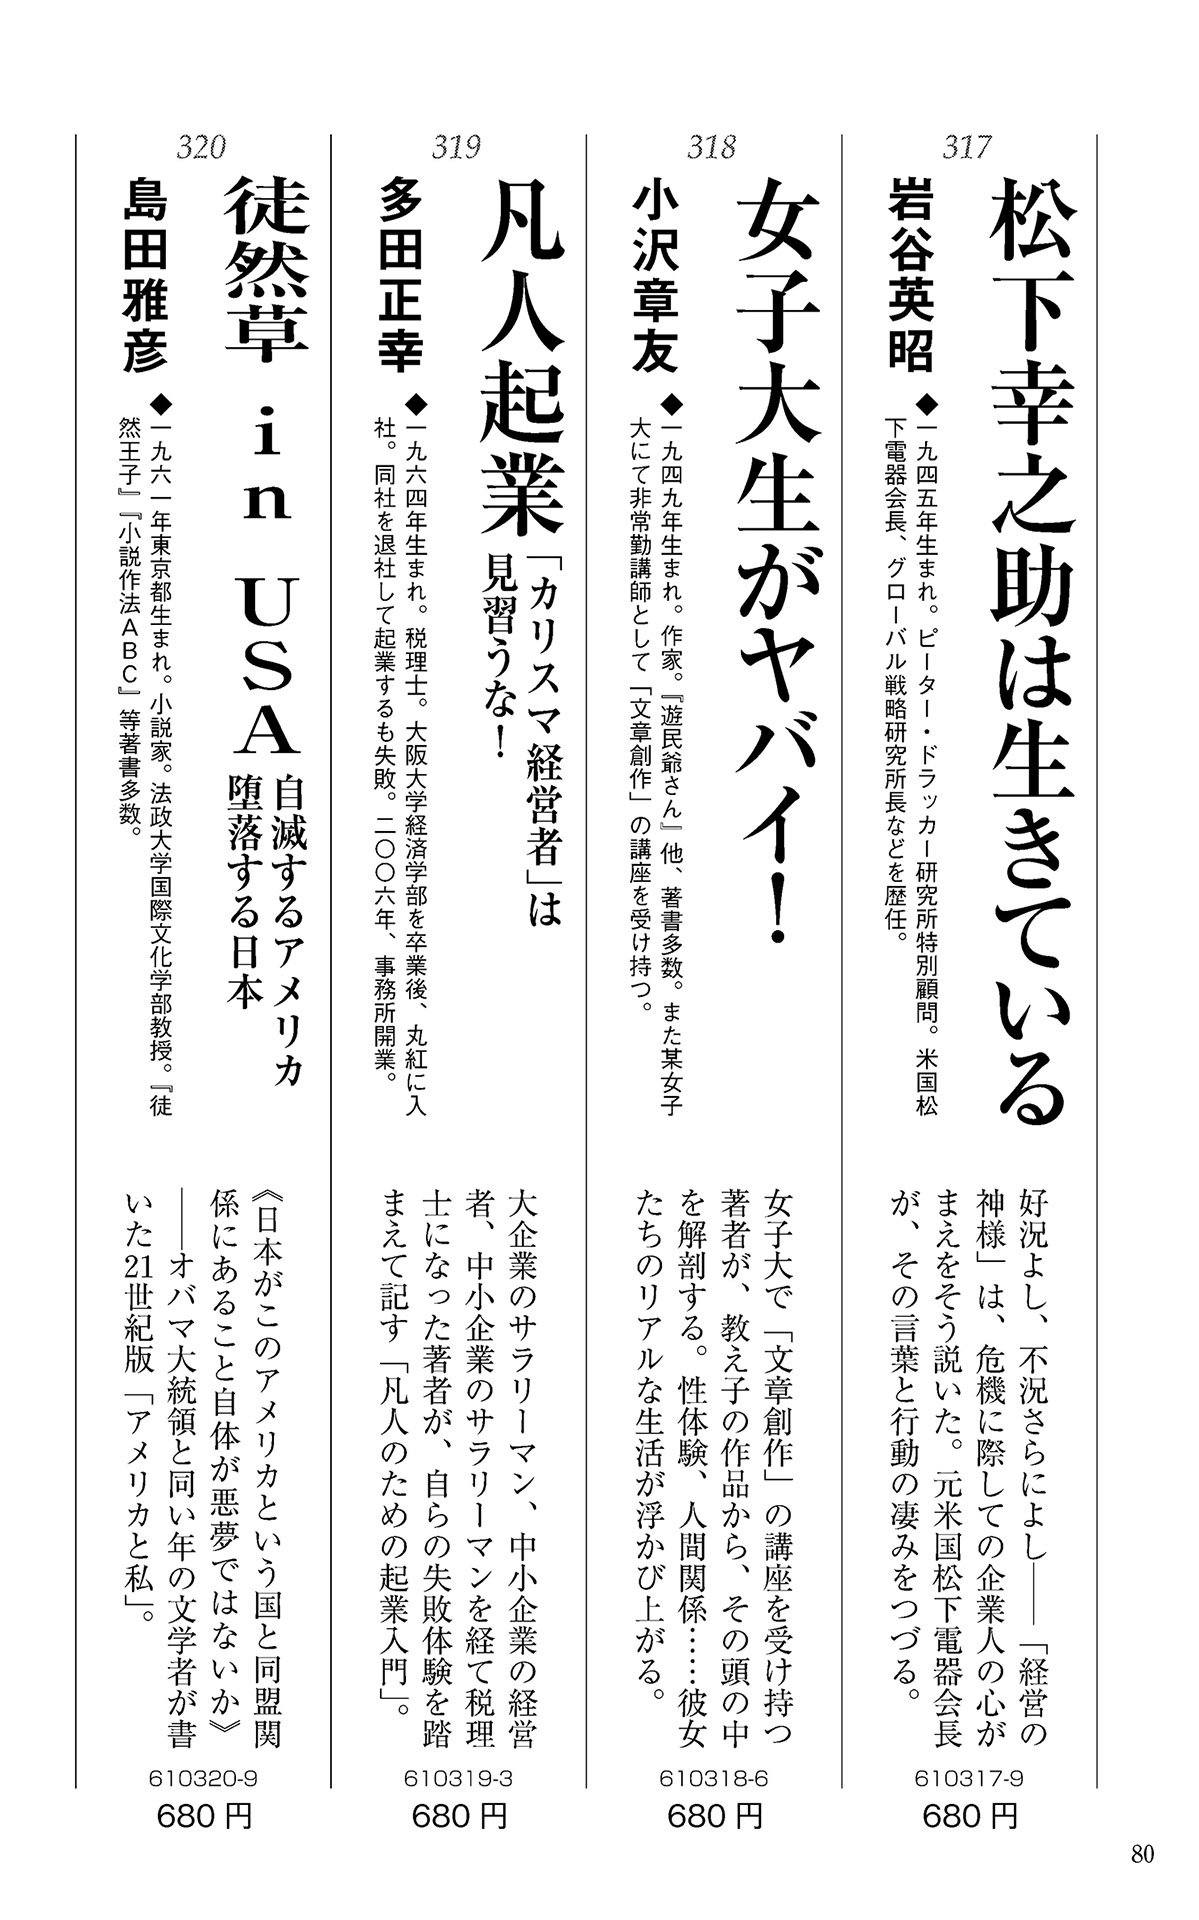 317
松下幸之助は生きている
岩谷英昭
◆一九四五年生まれ。ピーター・ドラッカー研究所特別顧問。米国松
下電器会長、グローバル戦略研究所長などを歴任。
好況よし、不況さらによし――「経営の
神様」は、危機に際しての企業人の心が
まえをそう説いた。元米国松下電器会長
が、その言葉と行動の凄みをつづる。
610317-9
680円
318
女子大生がヤバイ！
小沢章友
◆一九四九年生まれ。作家。『遊民爺さん』他、著書多数。また某女子
大にて非常勤講師として「文章創作」の講座を受け持つ。
女子大で「文章創作」の講座を受け持つ
著者が、教え子の作品から、その頭の中
を解剖する。性体験、人間関係……彼女
たちのリアルな生活が浮かび上がる。
610318-6
680円
319
凡人起業
「カリスマ経営者」は
見習うな！
多田正幸
◆一九六四年生まれ。税理士。大阪大学経済学部を卒業後、丸紅に入
社。同社を退社して起業するも失敗。二〇〇六年、事務所開業。
大企業のサラリーマン、中小企業の経営
者、中小企業のサラリーマンを経て税理
士になった著者が、自らの失敗体験を踏
まえて記す「凡人のための起業入門」。
610319-3
680円
320
徒然草 in USA
自滅するアメリカ
堕落する日本
島田雅彦
◆一九六一年東京都生まれ。小説家。法政大学国際文化学部教授。『徒
然王子』『小説作法ＡＢＣ』等著書多数。
《日本がこのアメリカという国と同盟関
係にあること自体が悪夢ではないか》
――オバマ大統領と同い年の文学者が書
いた21世紀版「アメリカと私」。
610320-9
680円
80